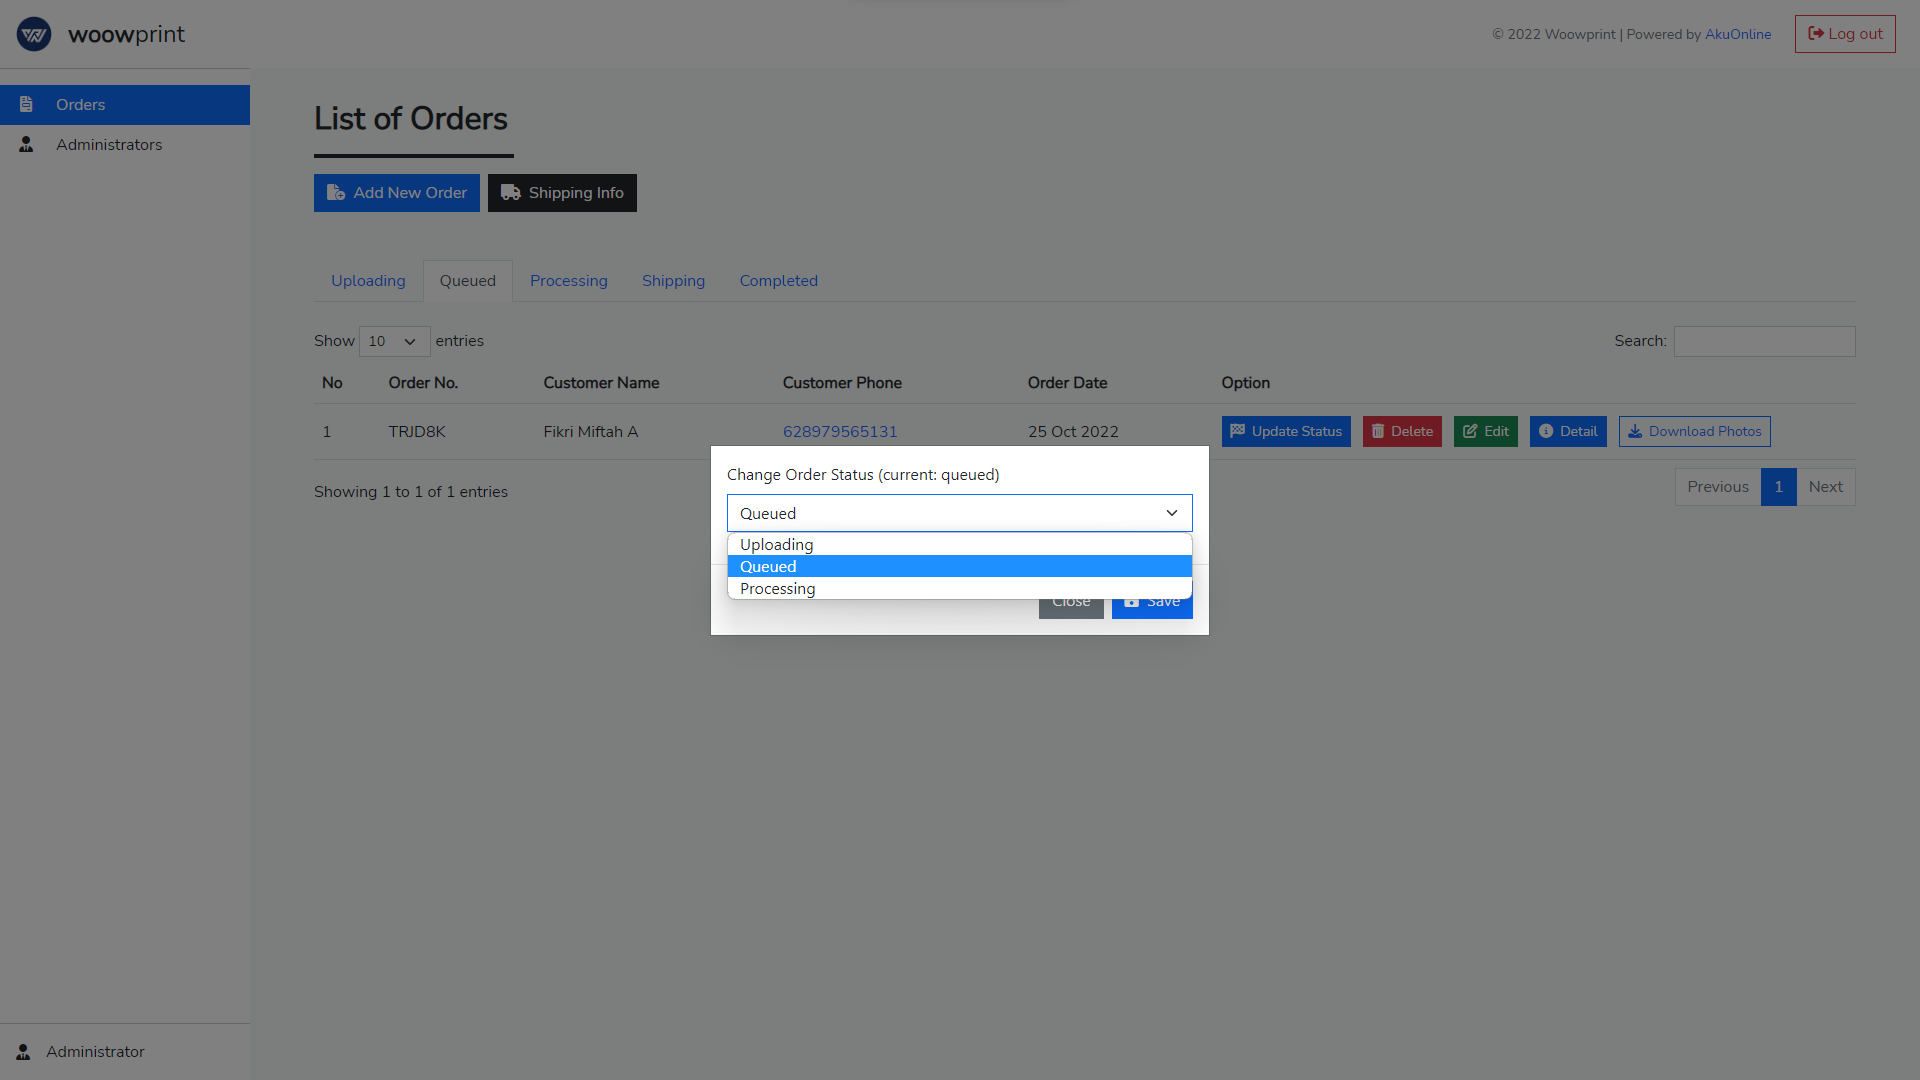 woowprint
© 2022 Woowprint | Powered by AkuOnline
Log out
Orders
Administrators
List of Orders
Add New Order
Shipping Info
Uploading
Queued
Processing
Shipping
Completed
Show 10 entries
Search:
No Order No. Customer Name Customer Phone Order Date Option
1 TRJD8K Fikri Miftah A 628979565131 25 Oct 2022 Update Status Delete Edit Detail Download Photos
Showing 1 to 1 of 1 entries
Previous 1 Next
Change Order Status (current: queued)
Queued
Uploading
Queued
Processing
Close Save
Administrator